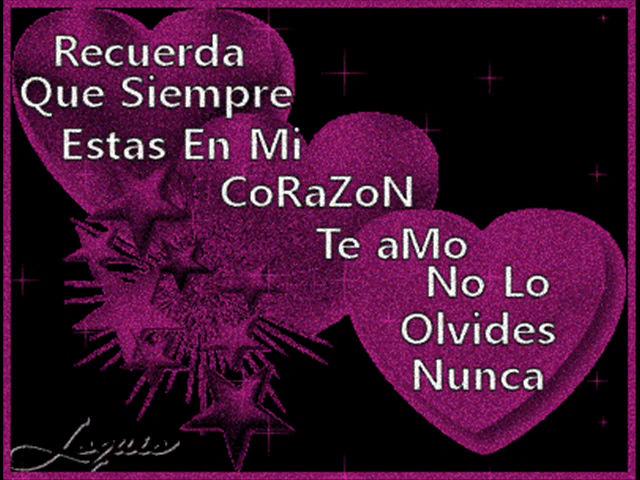 Recuerda
Que Siempre
Estas En Mi
CoRaZoN
Te aMo
No Lo
Olvides
Nunca